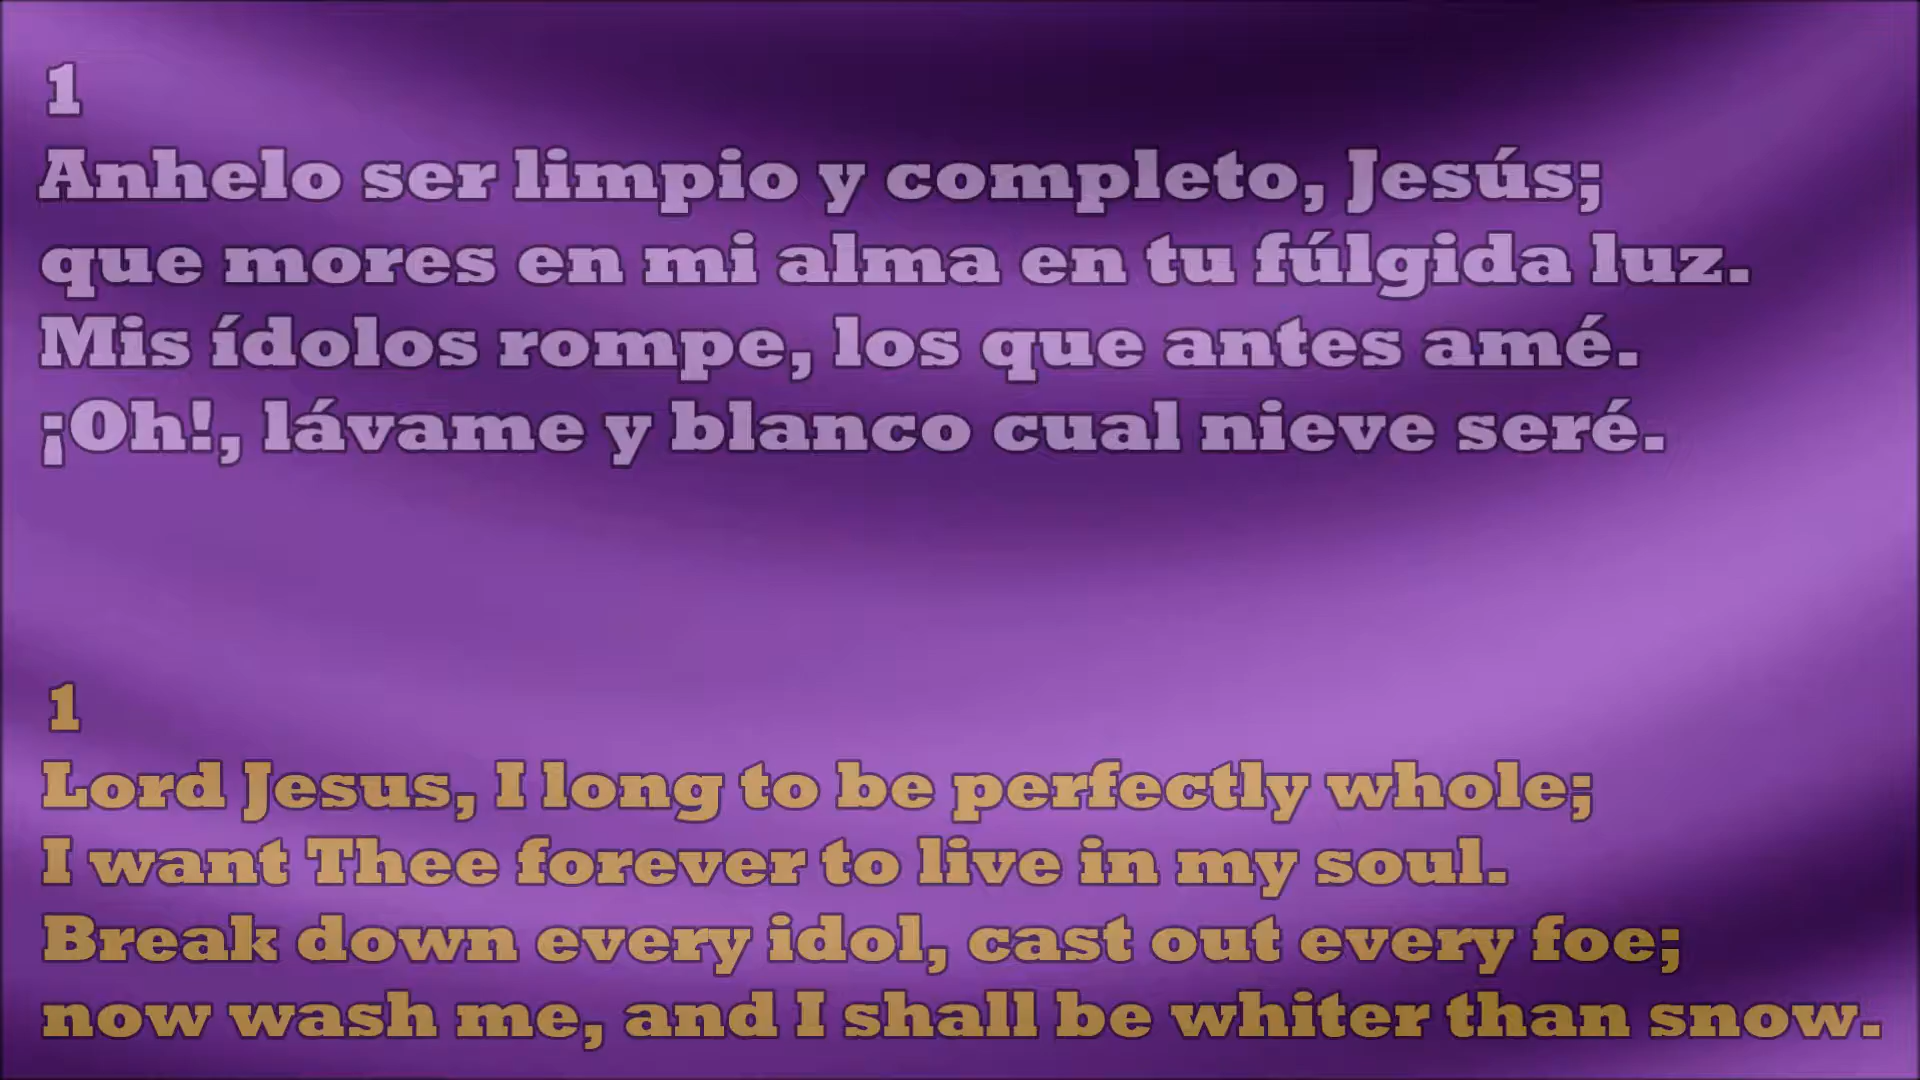 1
Anhelo ser limpio y completo, Jesús;
que mores en mi alma en tu fúlgida luz.
Mis ídolos rompe, los que antes amé.
¡Oh!, lávame y blanco cual nieve seré.
1
Lord Jesus, I long to be perfectly whole;
I want Thee forever to live in my soul.
Break down every idol, cast out every foe;
now wash me, and I shall be whiter than snow.